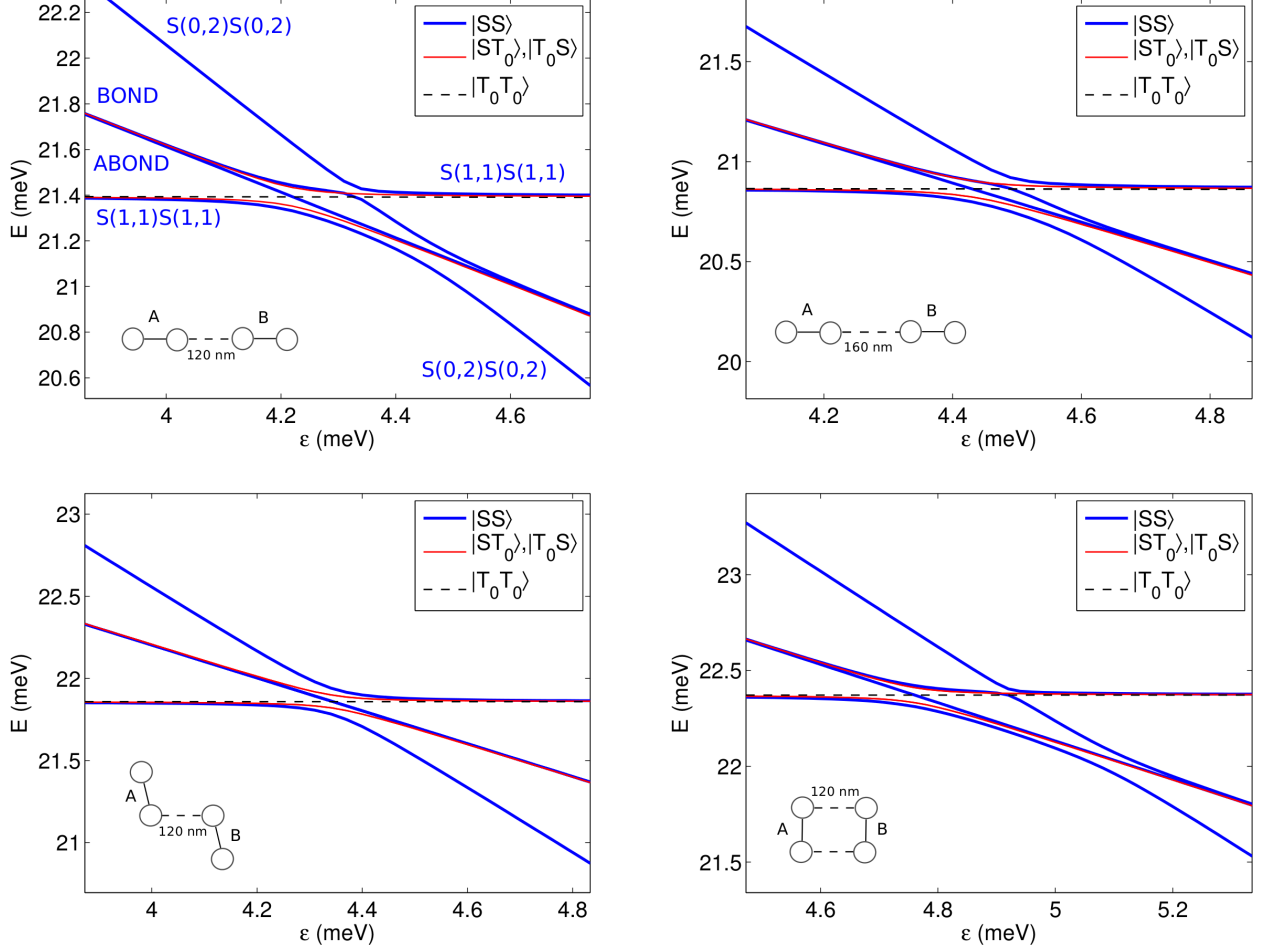 22.2
22
21.8
21.6
21.4
21.2
21
20.8
20.6
E (meV)
S(0,2)S(0,2)
BOND
ABOND
S(1,1)S(1,1)
S(1,1)S(1,1)
S(0,2)S(0,2)
|SS⟩
|ST0⟩,|T0S⟩
|T0T0⟩
A
B
120 nm
4
4.2
4.4
4.6
ε (meV)
21.5
21
20.5
20
E (meV)
|SS⟩
|ST0⟩,|T0S⟩
|T0T0⟩
A
B
160 nm
4.2
4.4
4.6
4.8
ε (meV)
23
22.5
22
21.5
21
E (meV)
|SS⟩
|ST0⟩,|T0S⟩
|T0T0⟩
A
120 nm
B
4
4.2
4.4
4.6
4.8
ε (meV)
23
22.5
22
21.5
E (meV)
|SS⟩
|ST0⟩,|T0S⟩
|T0T0⟩
120 nm
A
B
4.6
4.8
5
5.2
ε (meV)